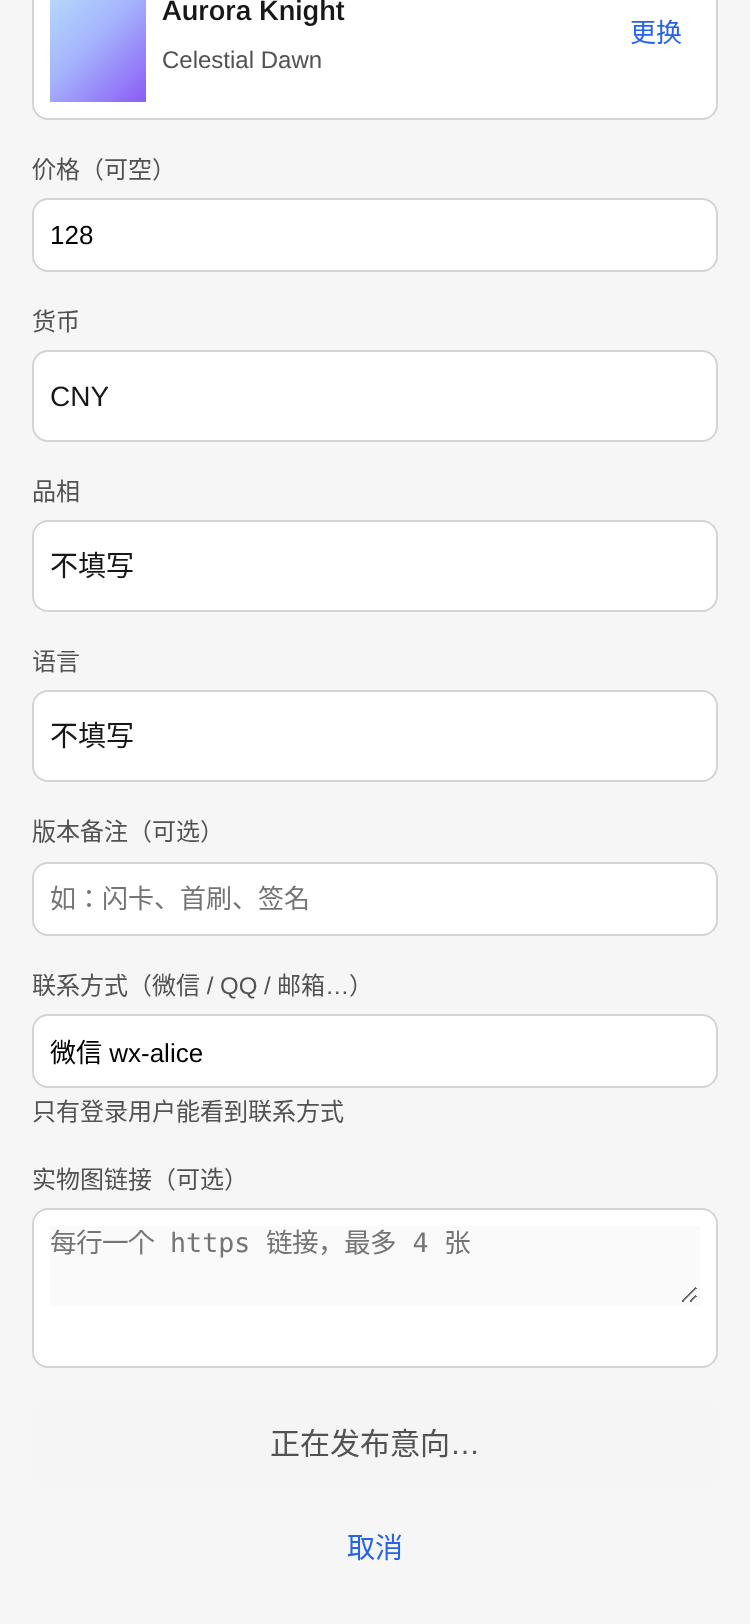 Aurora Knight
更换
Celestial Dawn
价格（可空）
128
货币
CNY
品相
不填写
语言
不填写
版本备注（可选）
如：闪卡、首刷、签名
联系方式（微信 / QQ / 邮箱…）
微信 wx-alice
只有登录用户能看到联系方式
实物图链接（可选）
每行一个 https 链接，最多 4 张
正在发布意向…
取消